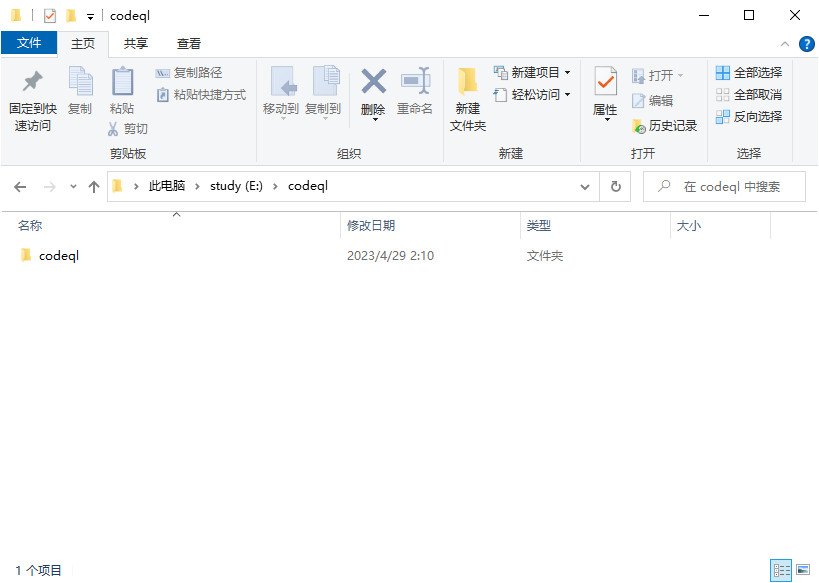 codeql
文件 主页 共享 查看
固定到快速访问
复制
粘贴
复制路径
粘贴快捷方式
剪切
剪贴板
移动到
复制到
删除
重命名
组织
新建文件夹
新建项目
轻松访问
新建
属性
打开
编辑
历史记录
打开
全部选择
全部取消
反向选择
选择
此电脑 › study (E:) › codeql
在 codeql 中搜索
名称 修改日期 类型 大小
codeql 2023/4/29 2:10 文件夹
1 个项目